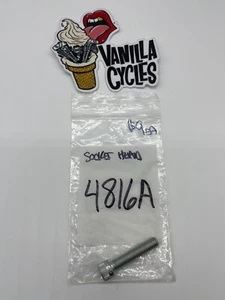 VANILLA
CYCLES
SOCKET HEAD
4816A